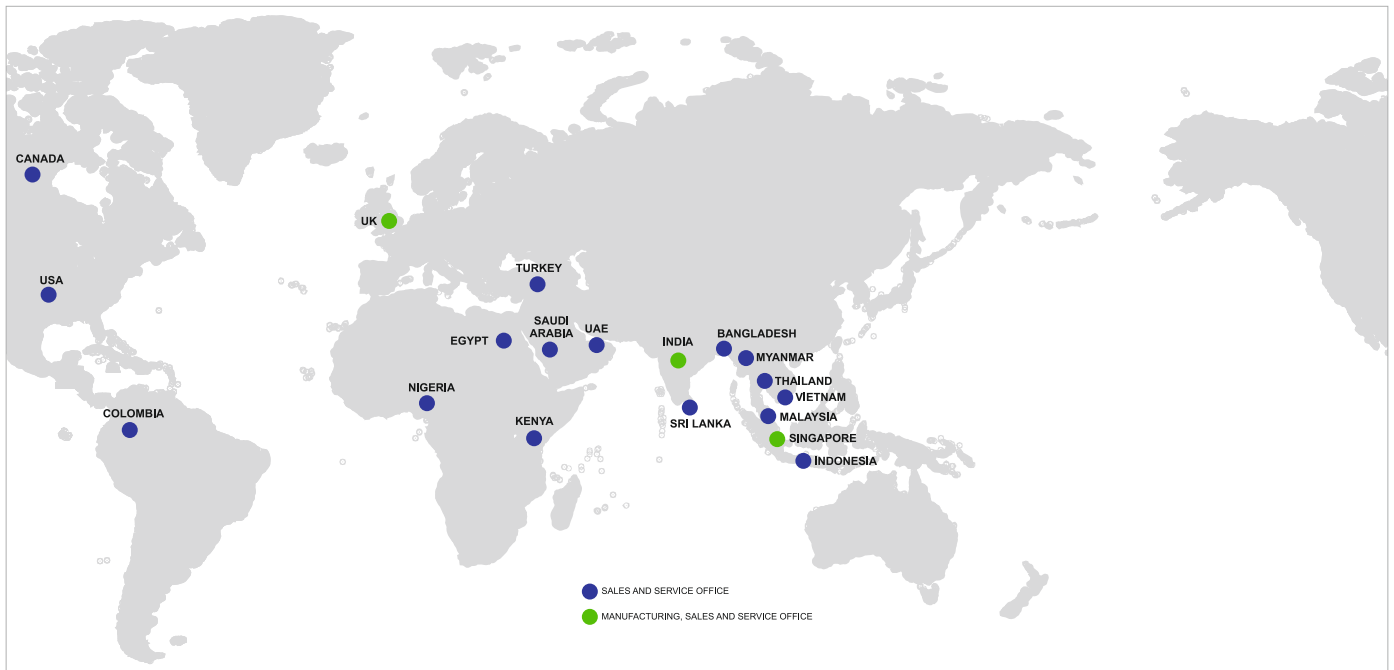 CANADA
UK
USA
TURKEY
SAUDI
ARABIA
UAE
EGYPT
INDIA
BANGLADESH
MYANMAR
THAILAND
VIETNAM
NIGERIA
COLOMBIA
KENYA
SRI LANKA
MALAYSIA
SINGAPORE
INDONESIA
SALES AND SERVICE OFFICE
MANUFACTURING, SALES AND SERVICE OFFICE